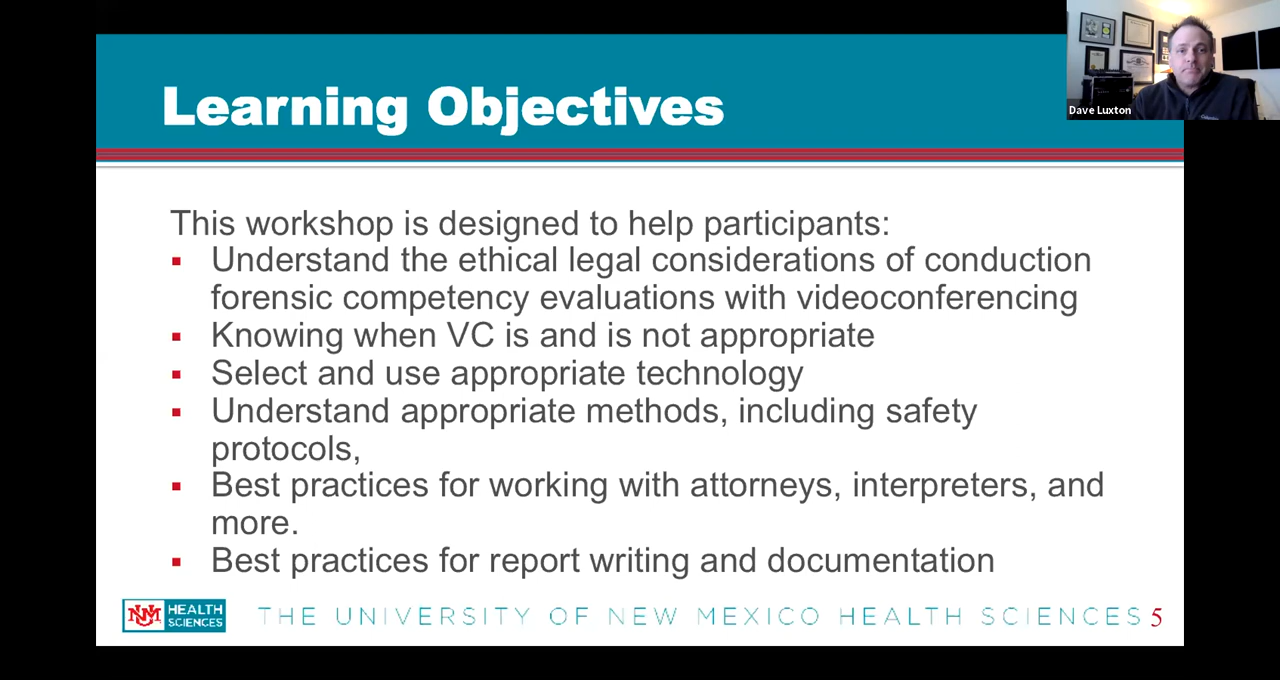 Learning Objectives
Dave Luxton
This workshop is designed to help participants:
▪ Understand the ethical legal considerations of conduction
forensic competency evaluations with videoconferencing
▪ Knowing when VC is and is not appropriate
▪ Select and use appropriate technology
▪ Understand appropriate methods, including safety
protocols,
▪ Best practices for working with attorneys, interpreters, and
more.
▪ Best practices for report writing and documentation
UNM HEALTH
SCIENCES
THE UNIVERSITY OF NEW MEXICO HEALTH SCIENCES 5